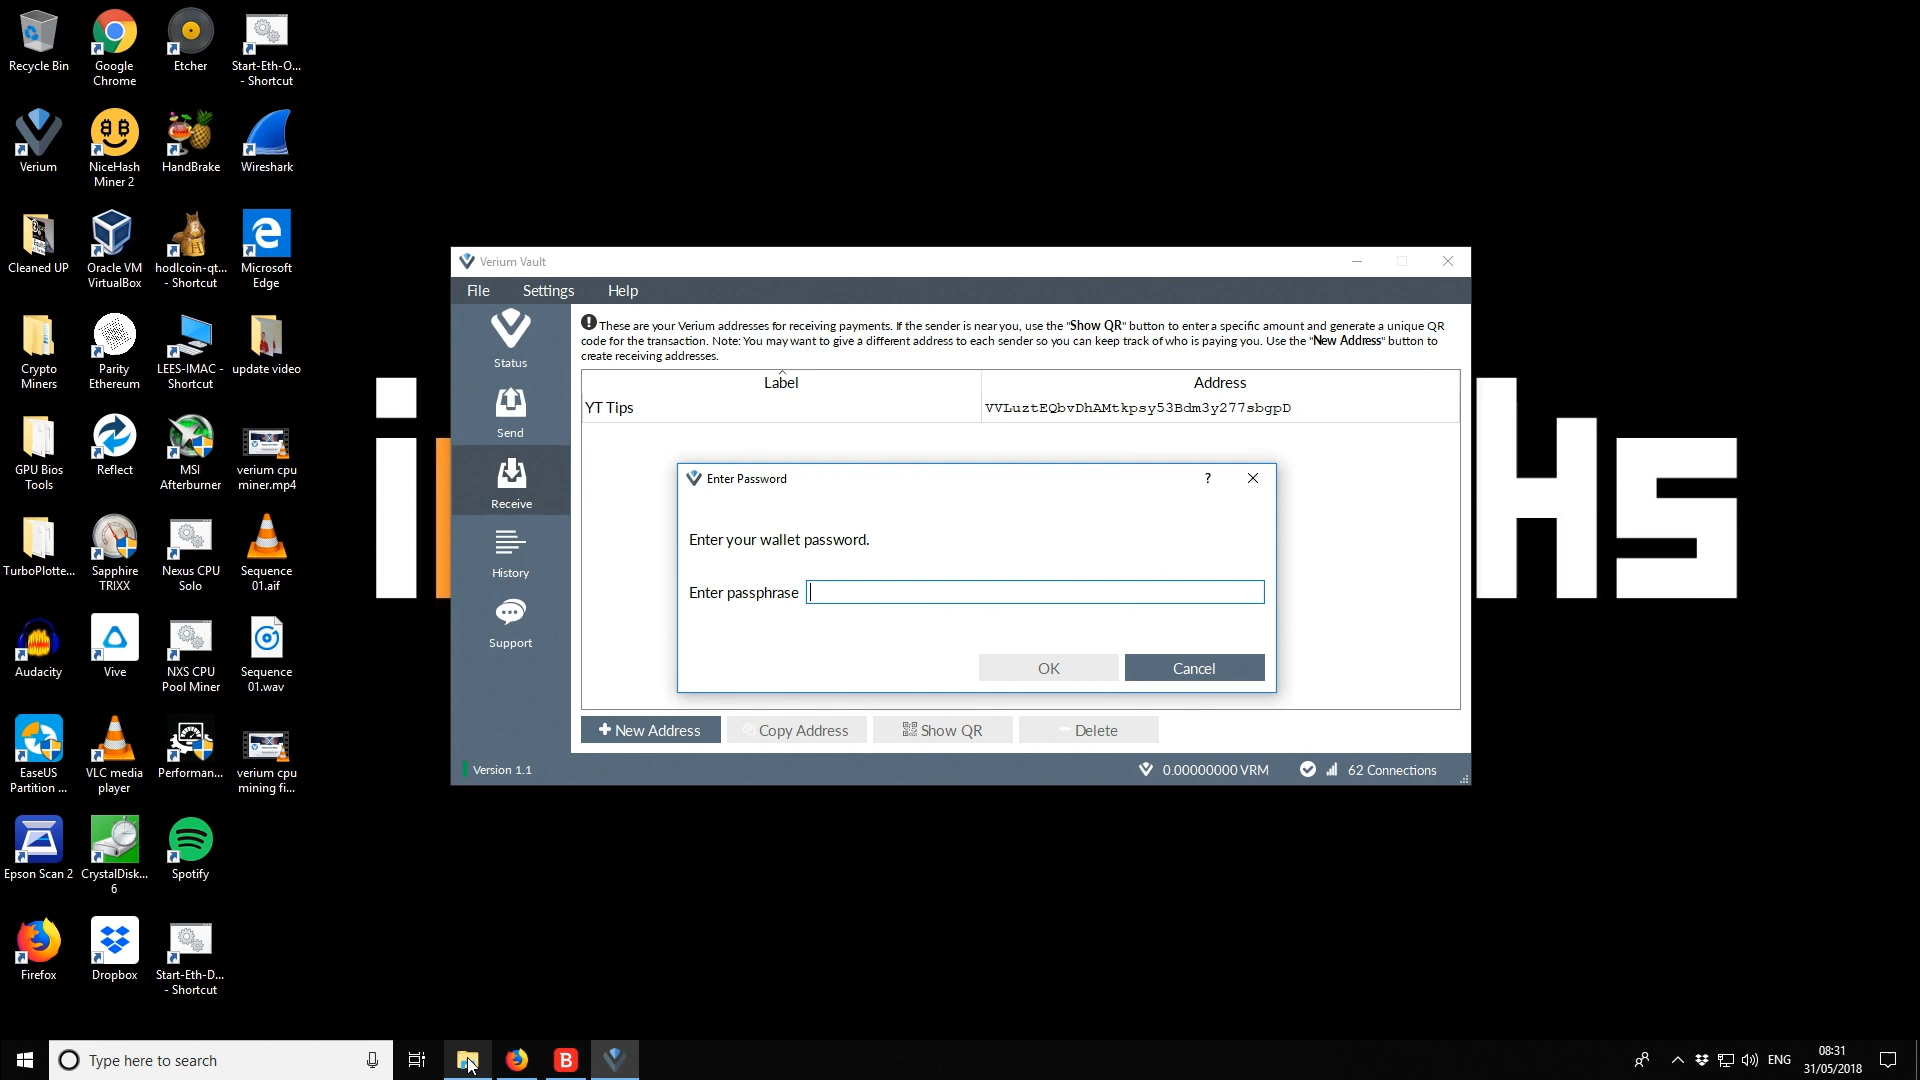 Recycle Bin
Google
Chrome
Etcher
Start-Eth-O...
- Shortcut
Verium
NiceHash
Miner 2
HandBrake
Wireshark
Cleaned UP
Oracle VM
VirtualBox
hodlcoin-qt...
- Shortcut
Microsoft
Edge
Crypto
Miners
Parity
Ethereum
LEES-IMAC -
Shortcut
update video
GPU Bios
Tools
Reflect
MSI
Afterburner
verium cpu
miner.mp4
TurboPlotte...
Sapphire
TRIXX
Nexus CPU
Solo
Sequence
01.aif
Audacity
Vive
NXS CPU
Pool Miner
Sequence
01.wav
EaseUS
Partition ...
VLC media
player
Performan...
verium cpu
mining fi...
Epson Scan 2
CrystalDisk...
6
Spotify
Firefox
Dropbox
Start-Eth-D...
- Shortcut
Verium Vault
File Settings Help
Status
Send
Receive
History
Support
These are your Verium addresses for receiving payments. If the sender is near you, use the "Show QR" button to enter a specific amount and generate a unique QR
code for the transaction. Note: You may want to give a different address to each sender so you can keep track of who is paying you. Use the "New Address" button to
create receiving addresses.
Label Address
YT Tips VVLuztEQbvDhAMtkpsy53Bdm3y277sbgpD
Enter Password
?
Enter your wallet password.
Enter passphrase
OK Cancel
New Address Copy Address Show QR Delete
Version 1.1 0.00000000 VRM 62 Connections
Type here to search
B
ENG
08:31
31/05/2018